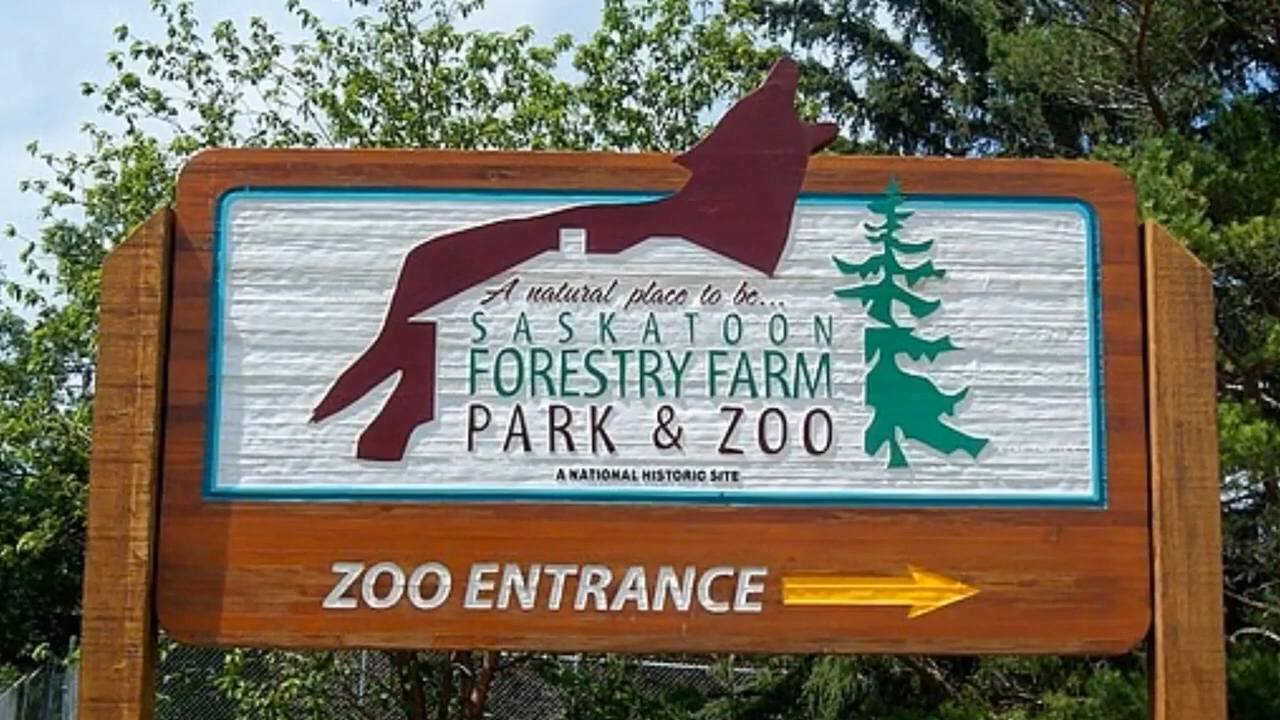 A natural place to be...
SASKATOON
FORESTRY FARM
PARK & ZOO
A NATIONAL HISTORIC SITE
ZOO ENTRANCE